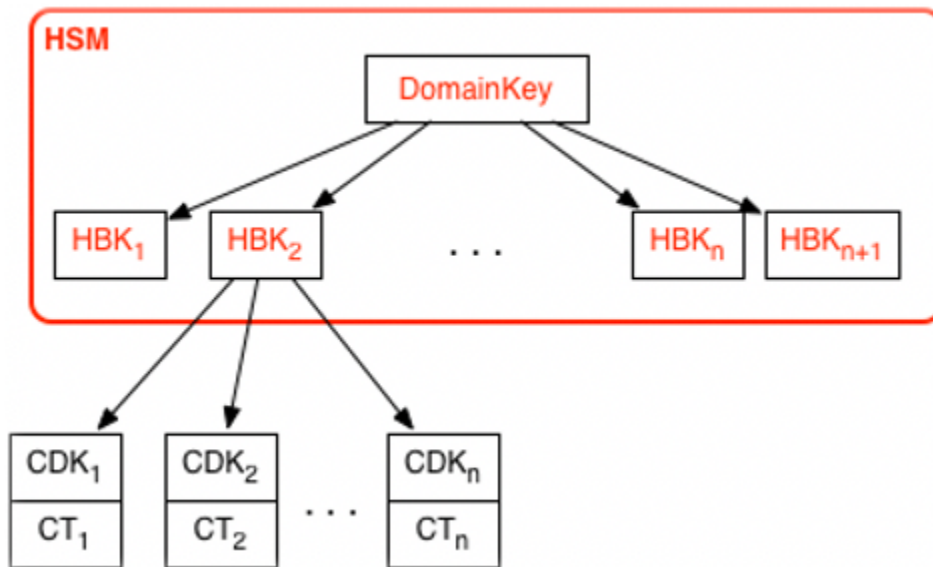 HSM
DomainKey
HBK₁ HBK₂ . . . HBKₙ HBKₙ₊₁
CDK₁ CDK₂ CDKₙ
. . .
CT₁ CT₂ CTₙ